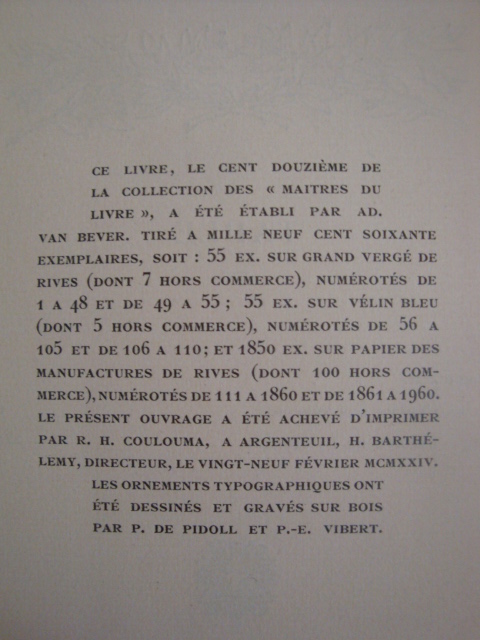 CE LIVRE, LE CENT DOUZIÈME DE
LA COLLECTION DES « MAITRES DU
LIVRE », A ÉTÉ ÉTABLI PAR AD.
VAN BEVER. TIRÉ A MILLE NEUF CENT SOIXANTE
EXEMPLAIRES, SOIT : 55 EX. SUR GRAND VERGÉ DE
RIVES (DONT 7 HORS COMMERCE), NUMÉROTÉS DE
1 A 48 ET DE 49 A 55 ; 55 EX. SUR VÉLIN BLEU
(DONT 5 HORS COMMERCE), NUMÉROTÉS DE 56 A
105 ET DE 106 A 110; ET 1850 EX. SUR PAPIER DES
MANUFACTURES DE RIVES (DONT 100 HORS COM-
MERCE), NUMÉROTÉS DE 111 A 1860 ET DE 1861 A 1960.
LE PRÉSENT OUVRAGE A ÉTÉ ACHEVÉ D'IMPRIMER
PAR R. H. COULOUMA, A ARGENTEUIL, H. BARTHÉ-
LEMY, DIRECTEUR, LE VINGT-NEUF FÉVRIER MCMXXIV.
LES ORNEMENTS TYPOGRAPHIQUES ONT
ÉTÉ DESSINÉS ET GRAVÉS SUR BOIS
PAR P. DE PIDOLL ET P.-E. VIBERT.